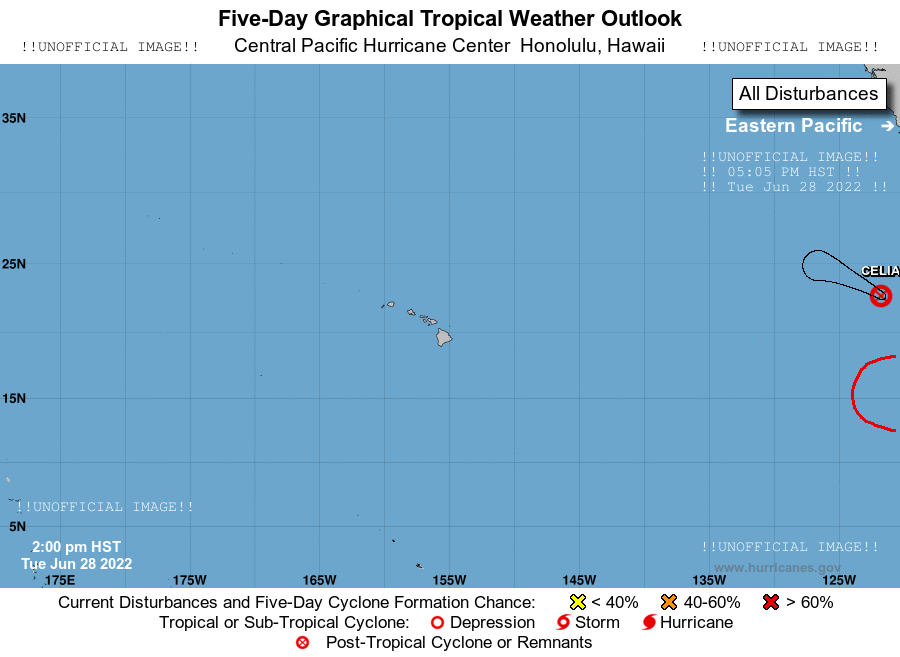 Five-Day Graphical Tropical Weather Outlook
!!UNOFFICIAL IMAGE!! Central Pacific Hurricane Center Honolulu, Hawaii !!UNOFFICIAL IMAGE!!
All Disturbances
35N
Eastern Pacific →
!!UNOFFICIAL IMAGE!!
!! 05:05 PM HST !!
!! Tue Jun 28 2022 !!
25N
CELIA
15N
!!UNOFFICIAL IMAGE!!
5N
2:00 pm HST
Tue Jun 28 2022
!!UNOFFICIAL IMAGE!!
www.hurricanes.gov
175E 175W 165W 155W 145W 135W 125W
Current Disturbances and Five-Day Cyclone Formation Chance: < 40% 40-60% > 60%
Tropical or Sub-Tropical Cyclone: Depression Storm Hurricane
Post-Tropical Cyclone or Remnants